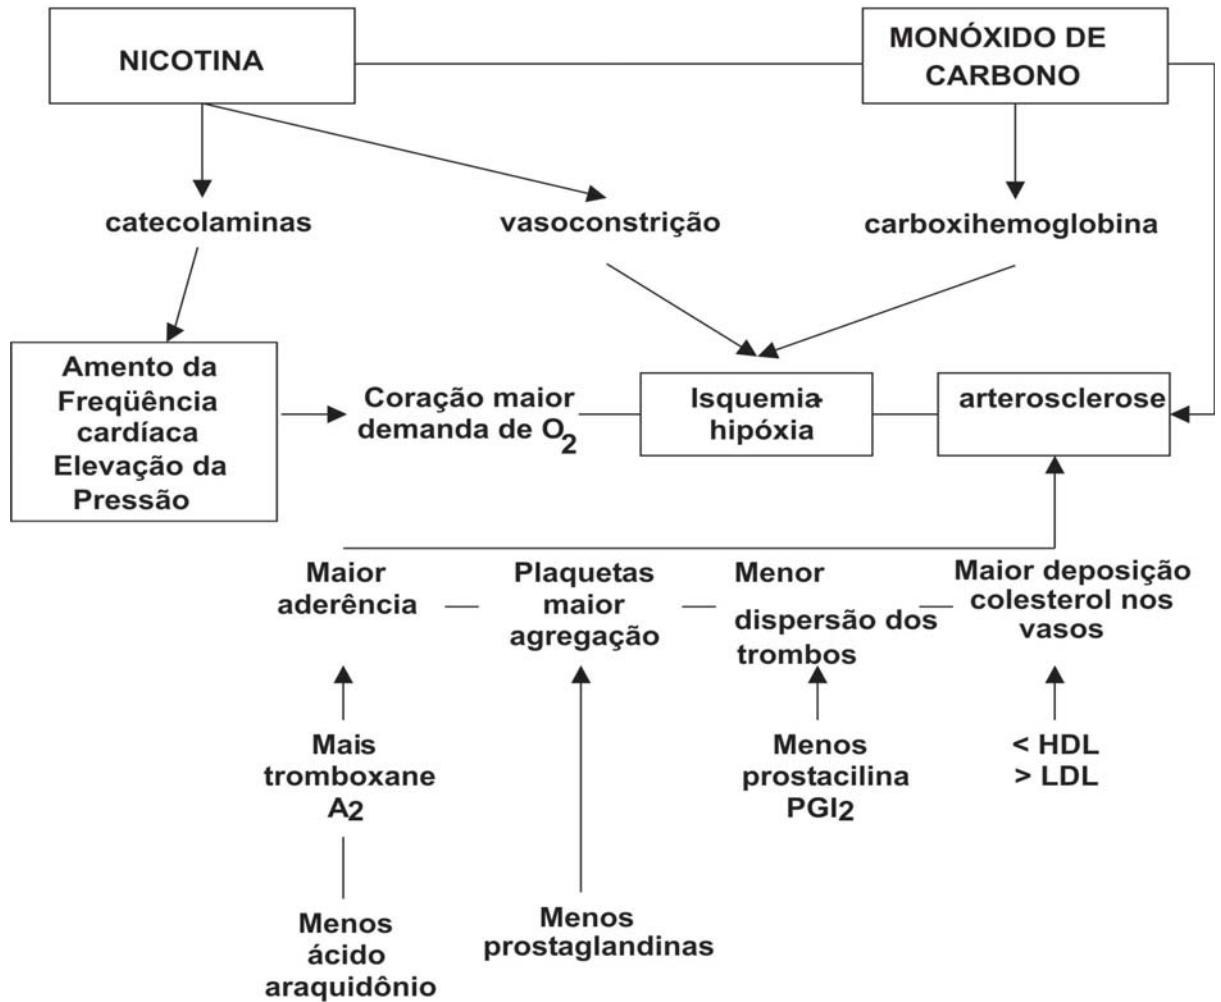 NICOTINA
MONÓXIDO DE
CARBONO
catecolaminas
vasoconstrição
carboxihemoglobina
Amento da
Freqüência
cardíaca
Elevação da
Pressão
Coração maior
demanda de O2
Isquemia-
hipóxia
arterosclerose
Maior
aderência
Plaquetas
maior
agregação
Menor
dispersão dos
trombos
Maior deposição
colesterol nos
vasos
Mais
tromboxane
A2
Menos
prostacilina
PGI2
< HDL
> LDL
Menos
ácido
araquidônio
Menos
prostaglandinas